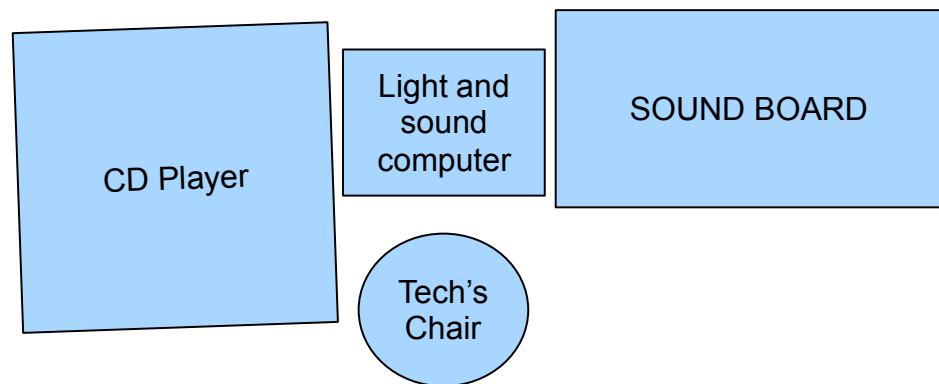 CD Player
Light and
sound
computer
SOUND BOARD
Tech’s
Chair